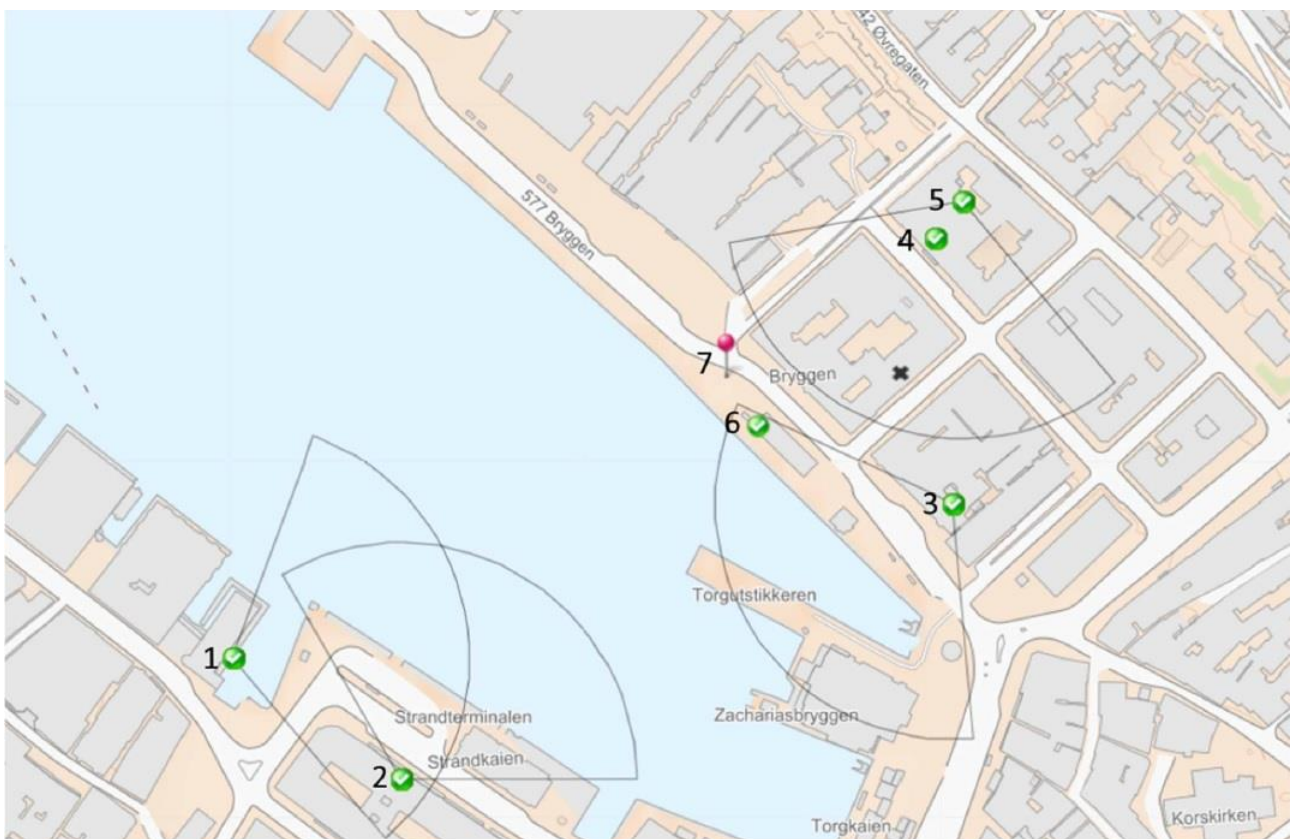 42 Øvregaten
5
4
577 Bryggen
7
Bryggen
6
3
Torgutstikkeren
1
Strandterminalen
Zachariasbryggen
Strandkaien
2
Torgkaien
Korskirken